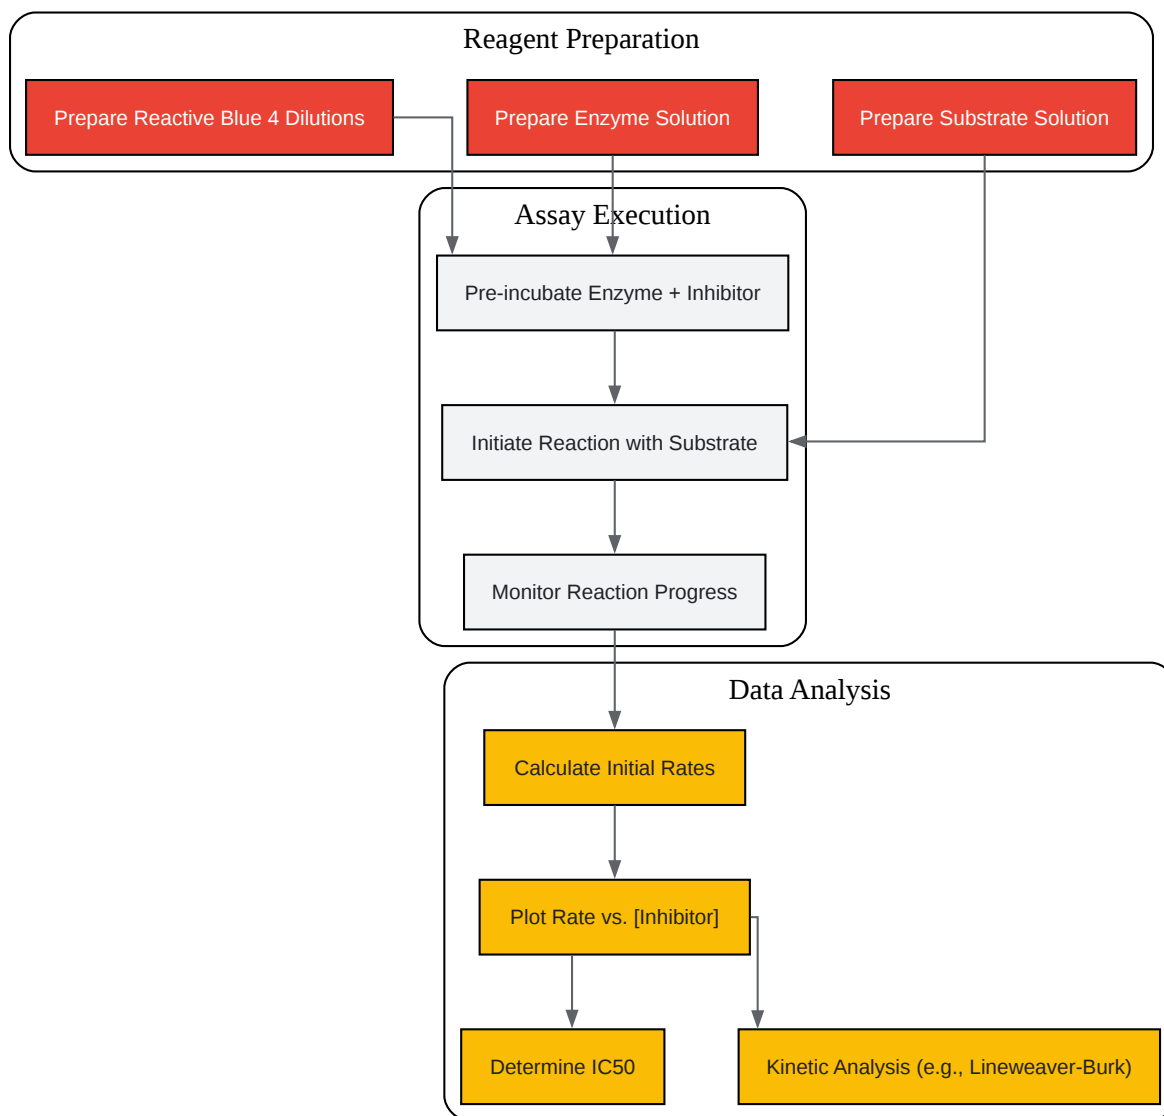 Reagent Preparation
Prepare Reactive Blue 4 Dilutions
Prepare Enzyme Solution
Prepare Substrate Solution
Assay Execution
Pre-incubate Enzyme + Inhibitor
Initiate Reaction with Substrate
Monitor Reaction Progress
Data Analysis
Calculate Initial Rates
Plot Rate vs. [Inhibitor]
Determine IC50
Kinetic Analysis (e.g., Lineweaver-Burk)